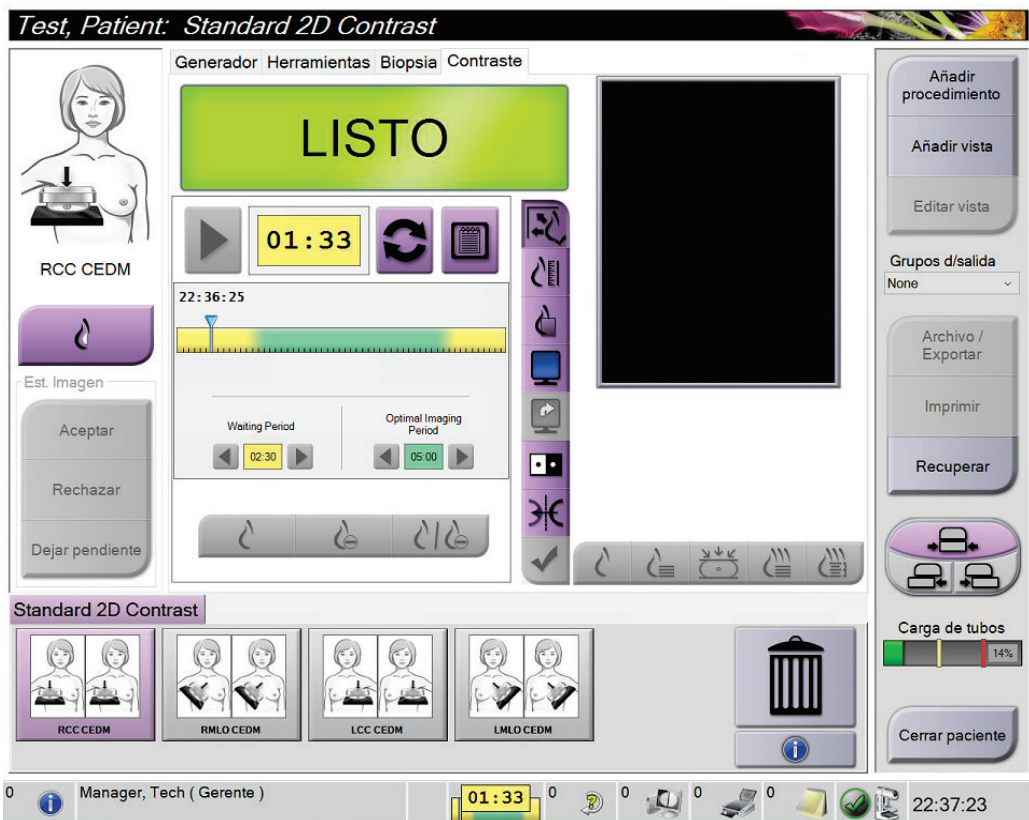 Test, Patient: Standard 2D Contrast
Generador Herramientas Biopsia Contraste
LISTO
01:33
22:36:25
Waiting Period
Optimal Imaging
Period
02:30
05:00
RCC CEDM
Est. Imagen
Aceptar
Rechazar
Dejar pendiente
Añadir
procedimiento
Añadir vista
Editar vista
Grupos d/salida
None
Archivo /
Exportar
Imprimir
Recuperar
Carga de tubos
14%
Cerrar paciente
Standard 2D Contrast
RCC CEDM
RMLO CEDM
LCC CEDM
LMLO CEDM
0 Manager, Tech ( Gerente ) 01:33 0 0 0 0 22:37:23